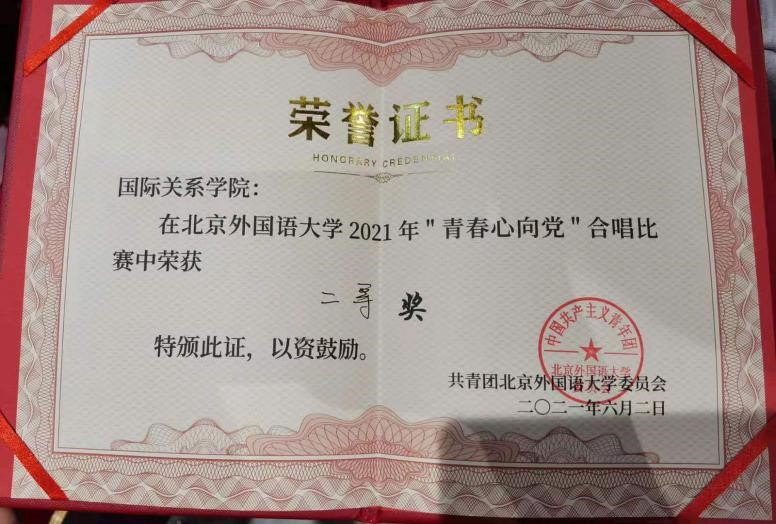 荣誉证书
HONORARY CREDENTIAL
国际关系学院：
在北京外国语大学2021年"青春心向党"合唱比
赛中荣获
二等奖
特颁此证，以资鼓励。
中国共产主义青年团
北京外国语大学
委员会
共青团北京外国语大学委员会
二〇二一年六月二日